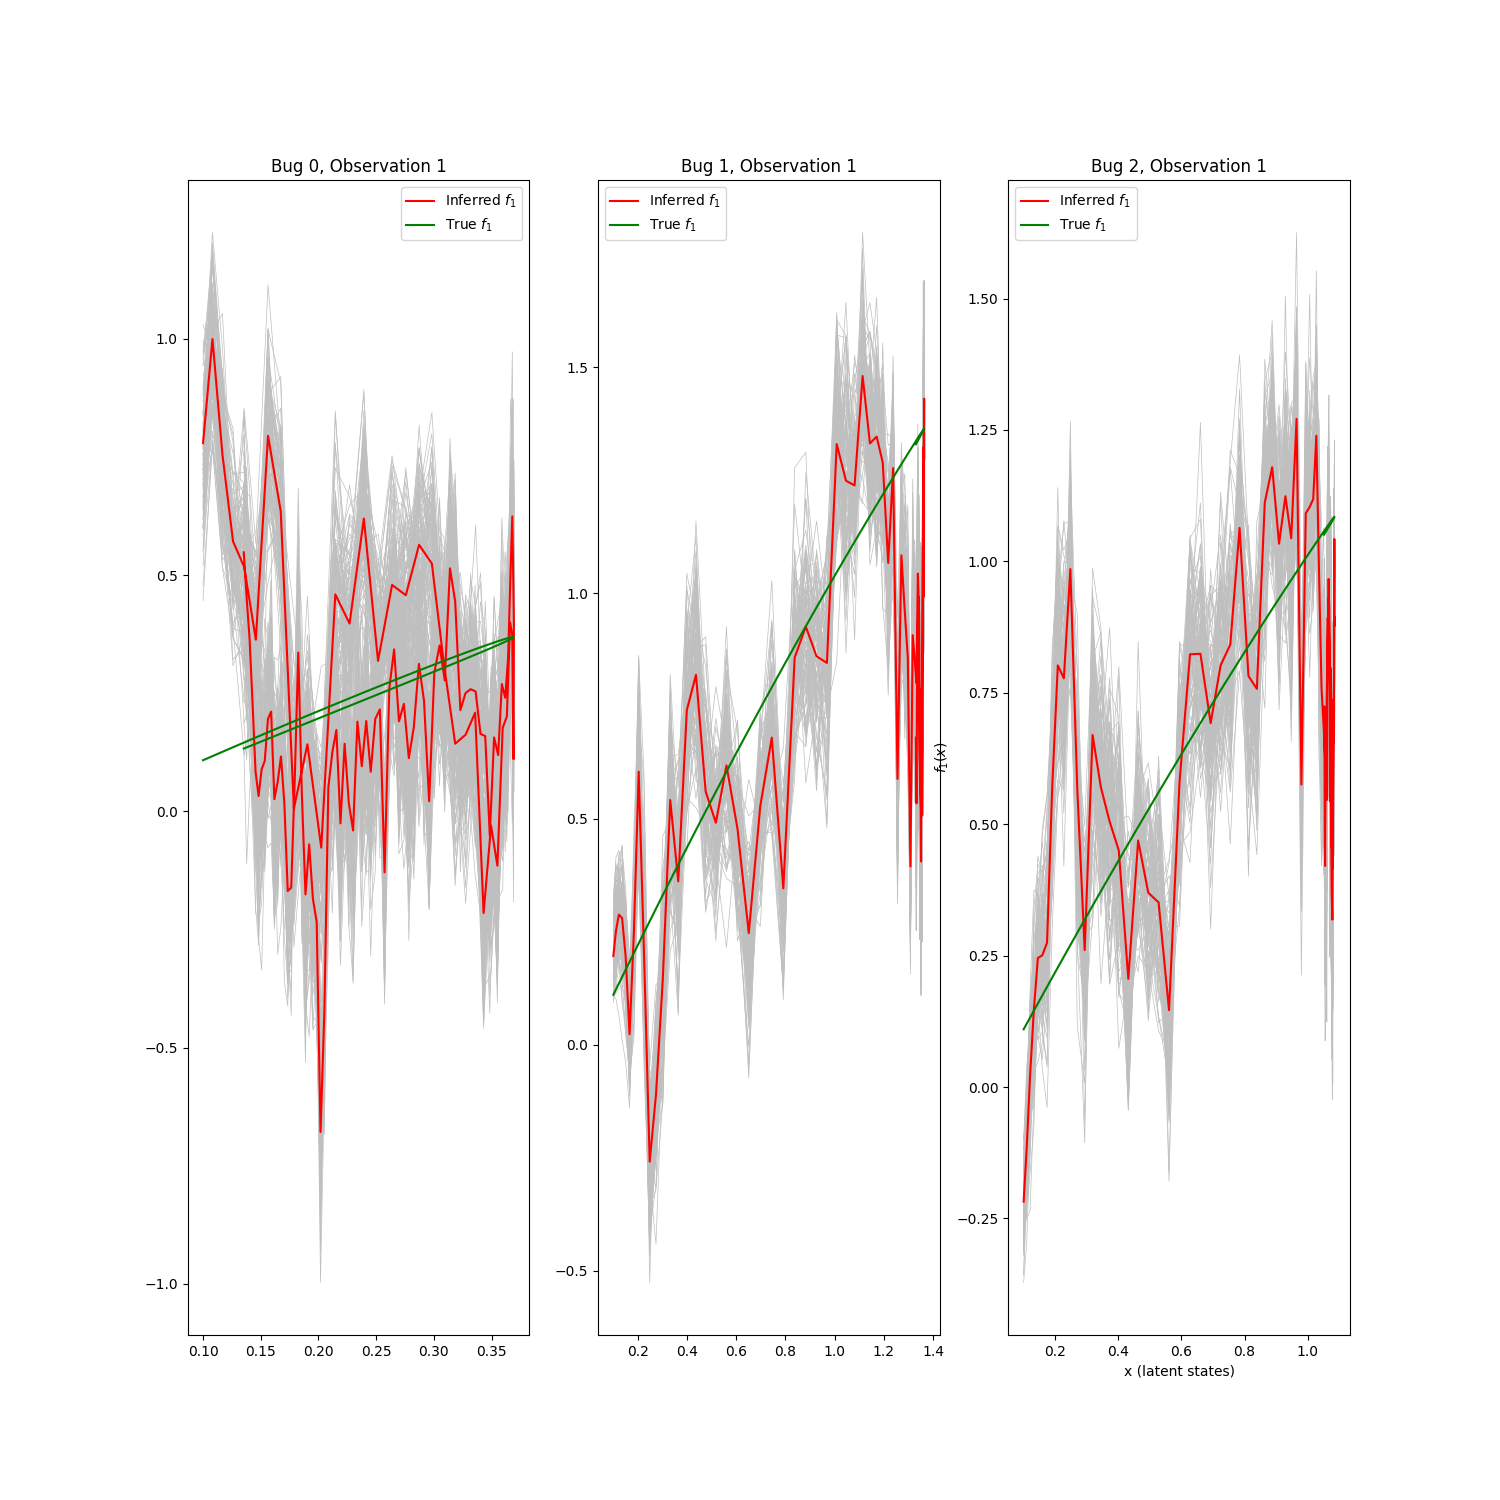 Bug 0, Observation 1
Inferred f₁
True f₁
1.0
0.5
0.0
−0.5
−1.0
0.10 0.15 0.20 0.25 0.30 0.35
Bug 1, Observation 1
Inferred f₁
True f₁
1.5
1.0
0.5
0.0
−0.5
0.2 0.4 0.6 0.8 1.0 1.2 1.4
Bug 2, Observation 1
Inferred f₁
True f₁
f₁(x)
1.50
1.25
1.00
0.75
0.50
0.25
0.00
−0.25
0.2 0.4 0.6 0.8 1.0
x (latent states)